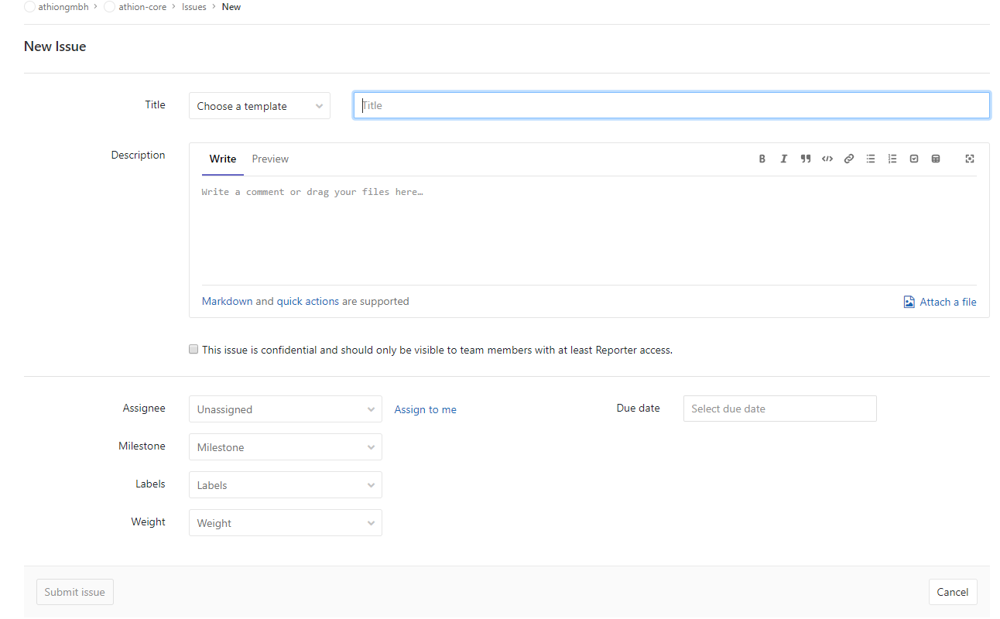 athiongmbh › athion-core › Issues › New
New Issue
Title Choose a template Title
Description Write Preview
Write a comment or drag your files here…
Markdown and quick actions are supported Attach a file
This issue is confidential and should only be visible to team members with at least Reporter access.
Assignee Unassigned Assign to me Due date Select due date
Milestone Milestone
Labels Labels
Weight Weight
Submit issue Cancel